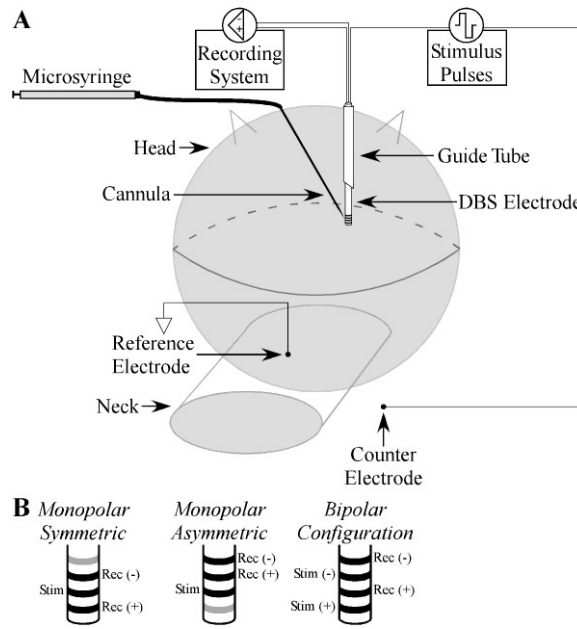 A
Recording
System
Stimulus
Pulses
Microsyringe
Head
Guide Tube
Cannula
DBS Electrode
Reference
Electrode
Neck
Counter
Electrode
B
Monopolar
Symmetric
Rec (-)
Stim
Rec (+)
Monopolar
Asymmetric
Rec (-)
Rec (+)
Stim
Bipolar
Configuration
Rec (-)
Stim (-)
Rec (+)
Stim (+)